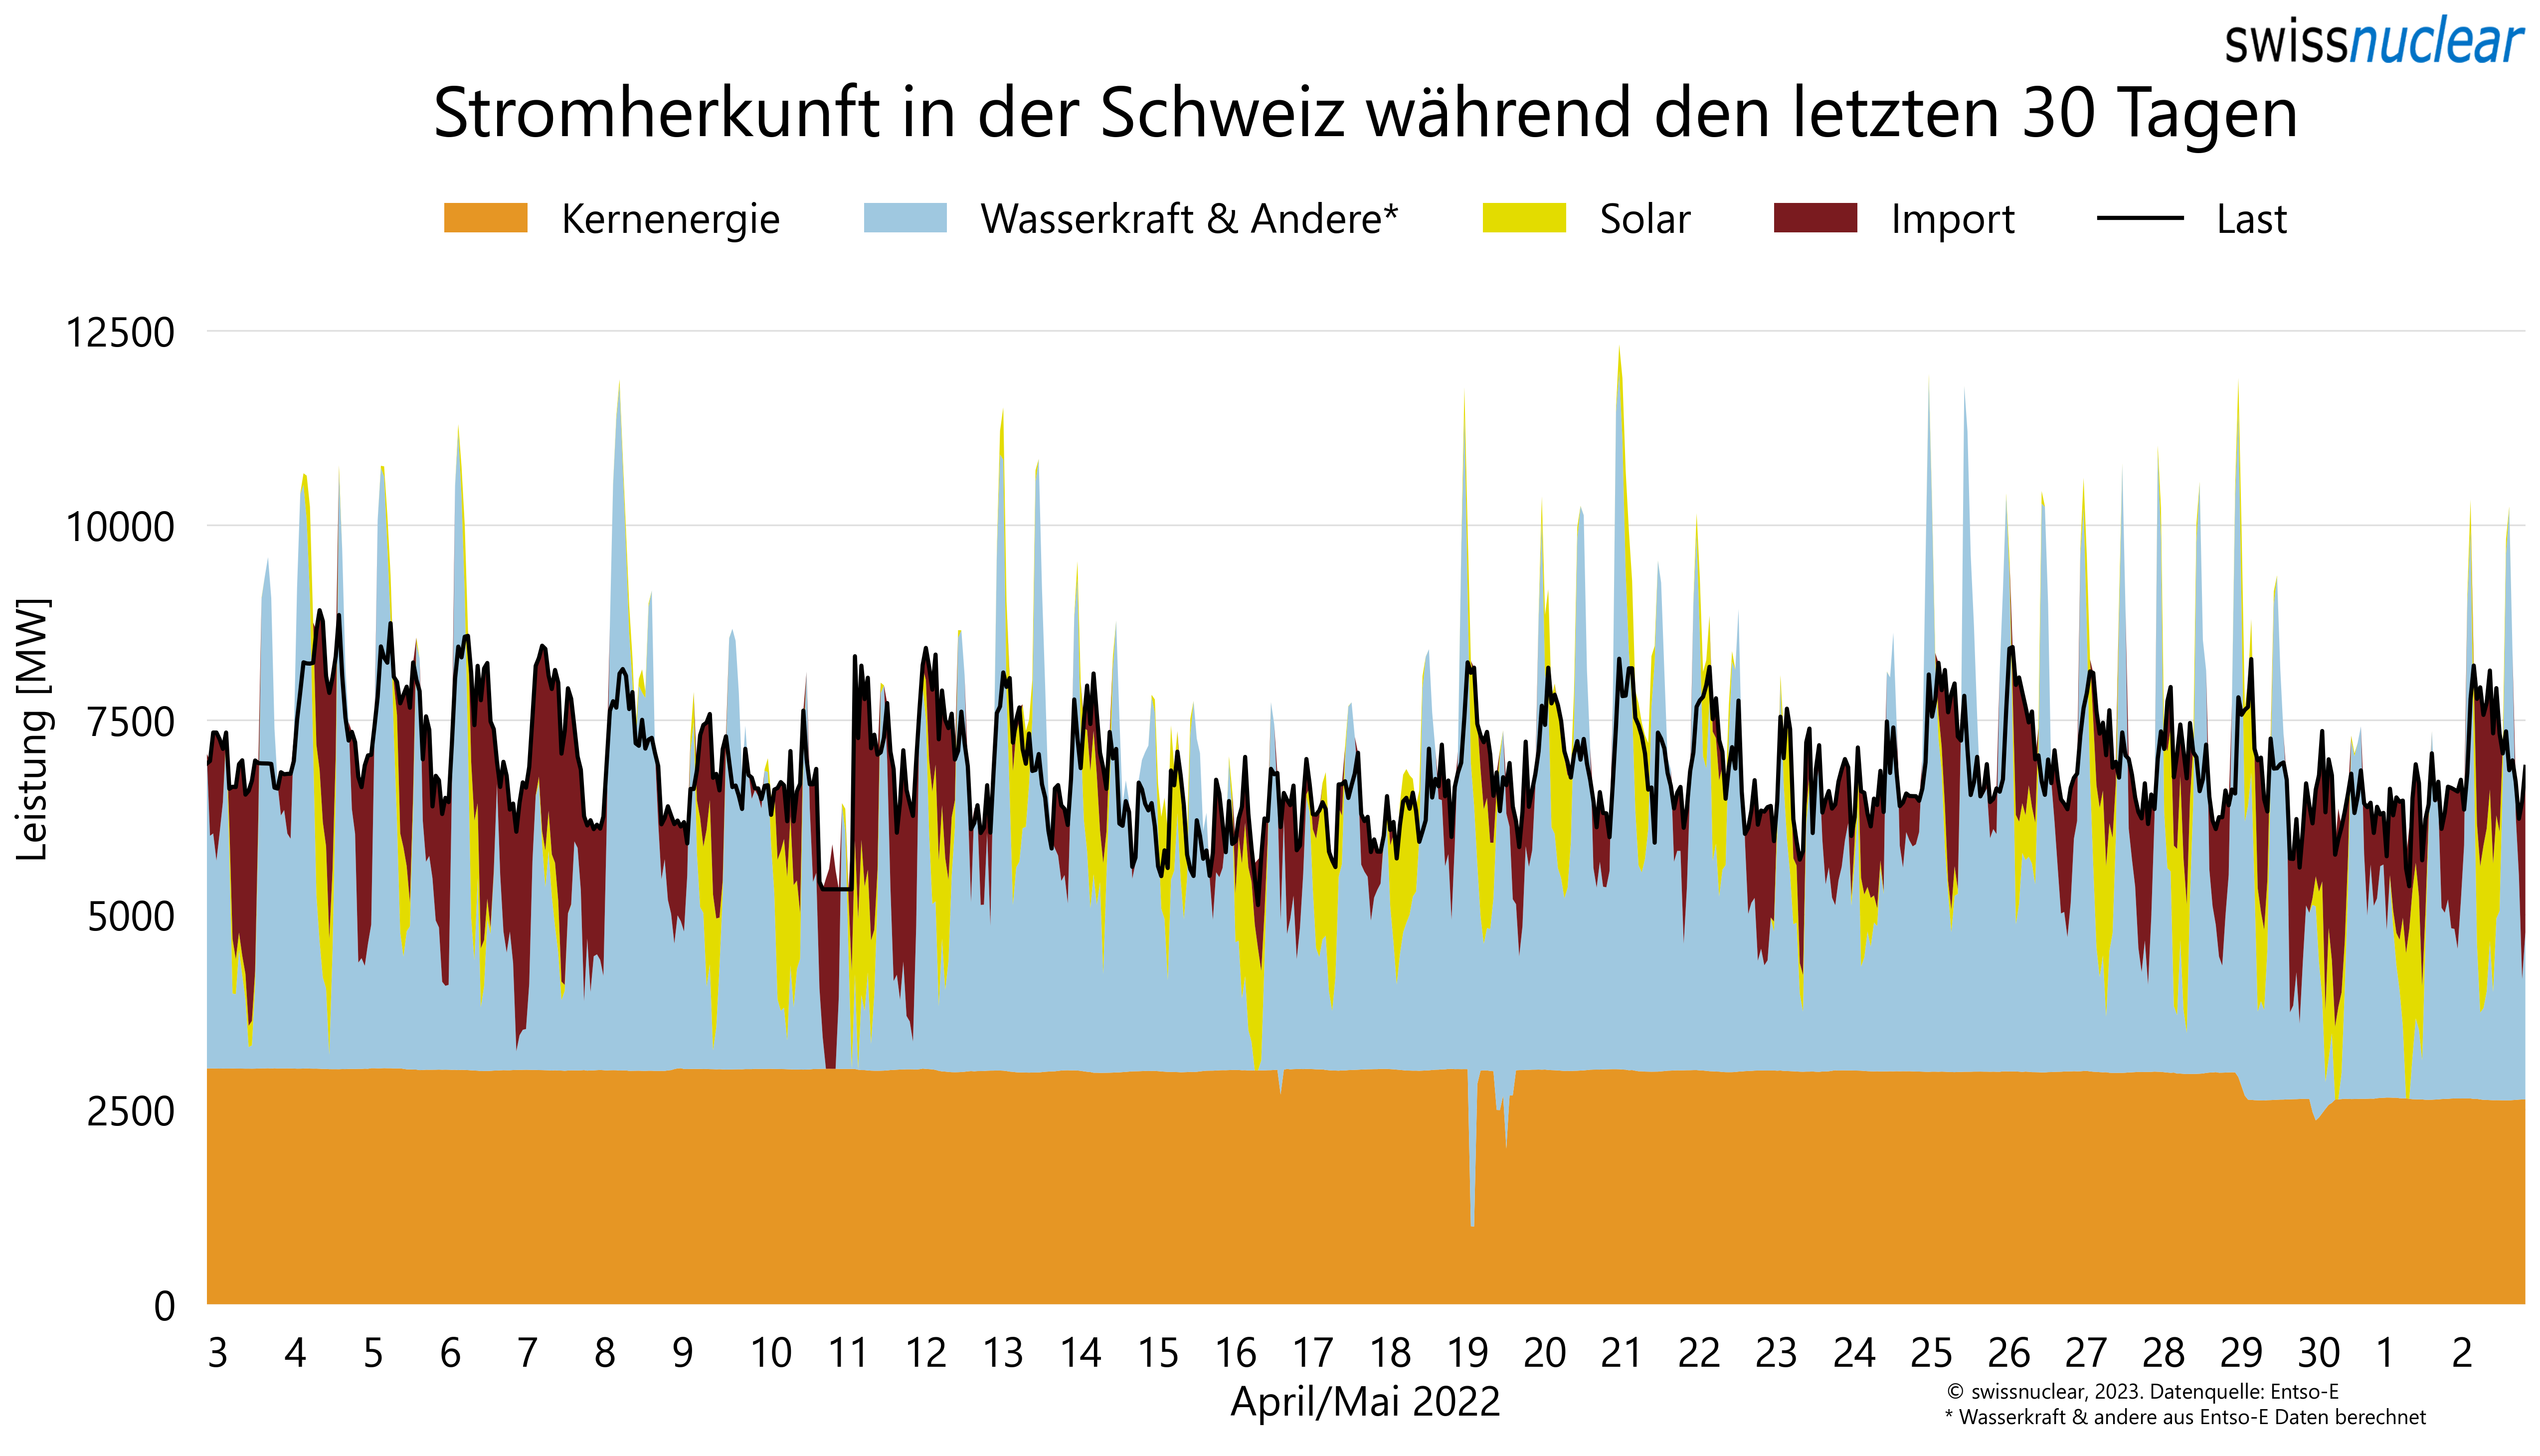 swissnuclear
Stromherkunft in der Schweiz während den letzten 30 Tagen
Kernenergie Wasserkraft & Andere* Solar Import Last
12500
10000
7500
5000
2500
0
Leistung [MW]
3 4 5 6 7 8 9 10 11 12 13 14 15 16 17 18 19 20 21 22 23 24 25 26 27 28 29 30 1 2
April/Mai 2022
© swissnuclear, 2023. Datenquelle: Entso-E
* Wasserkraft & andere aus Entso-E Daten berechnet